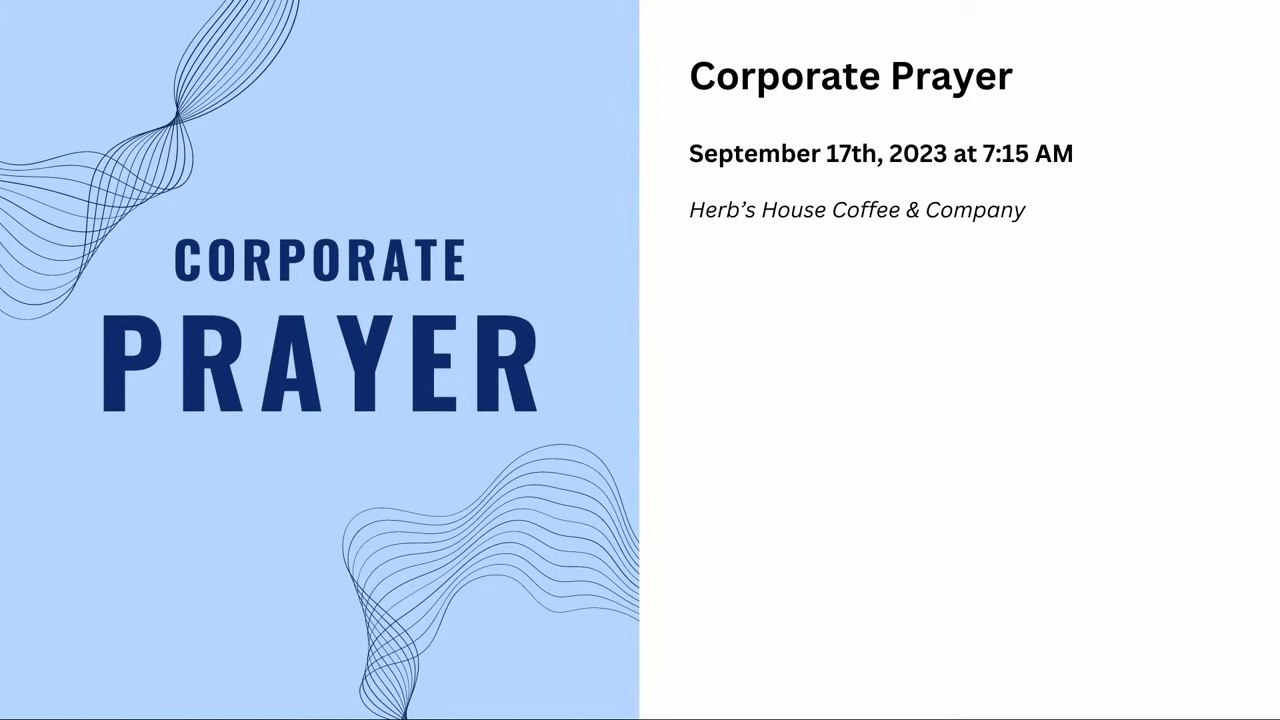 CORPORATE
PRAYER
Corporate Prayer
September 17th, 2023 at 7:15 AM
Herb’s House Coffee & Company